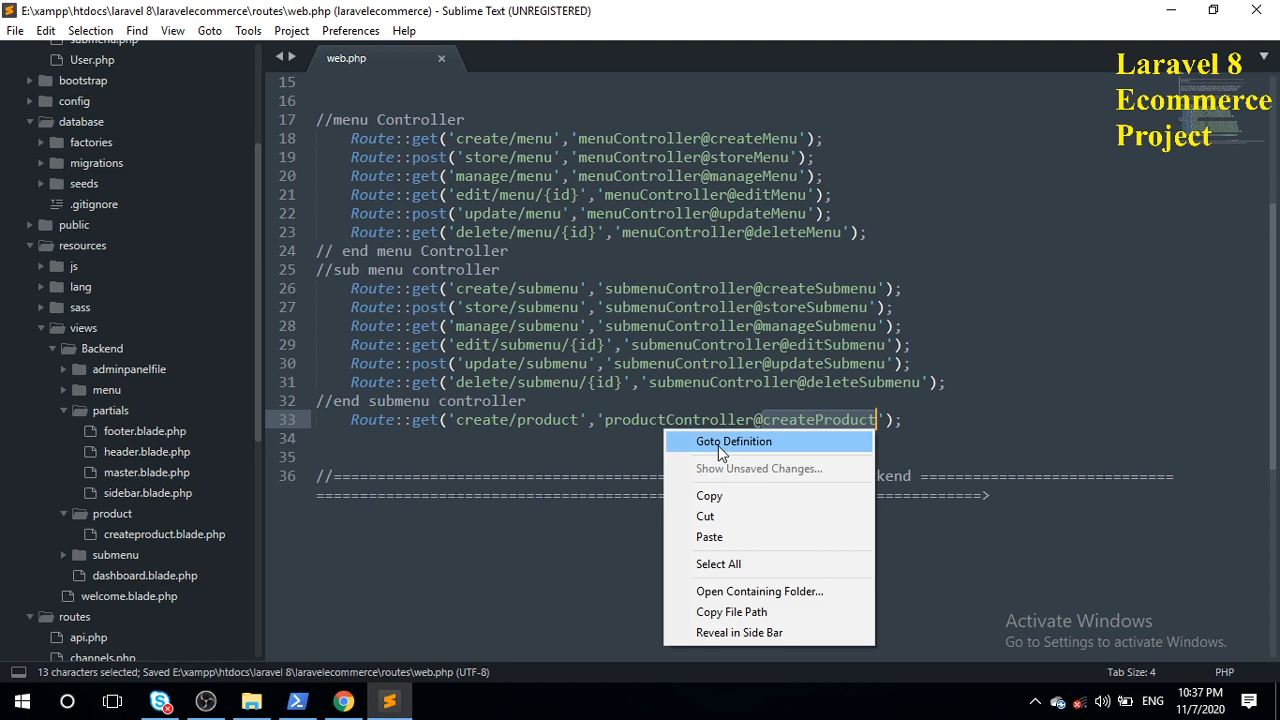 E:\xampp\htdocs\laravel 8\laravelecommerce\routes\web.php (laravelecommerce) - Sublime Text (UNREGISTERED)
File Edit Selection Find View Goto Tools Project Preferences Help
submenu.php
User.php
bootstrap
config
database
factories
migrations
seeds
.gitignore
public
resources
js
lang
sass
views
Backend
adminpanelfile
menu
partials
footer.blade.php
header.blade.php
master.blade.php
sidebar.blade.php
product
createproduct.blade.php
submenu
dashboard.blade.php
welcome.blade.php
routes
api.php
channels.php
web.php
Laravel 8
Ecommerce
Project
15
16
17 //menu Controller
18 Route::get('create/menu','menuController@createMenu');
19 Route::post('store/menu','menuController@storeMenu');
20 Route::get('manage/menu','menuController@manageMenu');
21 Route::get('edit/menu/{id}','menuController@editMenu');
22 Route::post('update/menu','menuController@updateMenu');
23 Route::get('delete/menu/{id}','menuController@deleteMenu');
24 // end menu Controller
25 //sub menu controller
26 Route::get('create/submenu','submenuController@createSubmenu');
27 Route::post('store/submenu','submenuController@storeSubmenu');
28 Route::get('manage/submenu','submenuController@manageSubmenu');
29 Route::get('edit/submenu/{id}','submenuController@editSubmenu');
30 Route::post('update/submenu','submenuController@updateSubmenu');
31 Route::get('delete/submenu/{id}','submenuController@deleteSubmenu');
32 //end submenu controller
33 Route::get('create/product','productController@createProduct');
34
35
36 //====================================== kend ============================
============================================================================>
Goto Definition
Show Unsaved Changes...
Copy
Cut
Paste
Select All
Open Containing Folder...
Copy File Path
Reveal in Side Bar
Activate Windows
Go to Settings to activate Windows.
13 characters selected; Saved E:\xampp\htdocs\laravel 8\laravelecommerce\routes\web.php (UTF-8) Tab Size: 4 PHP
ENG
10:37 PM
11/7/2020